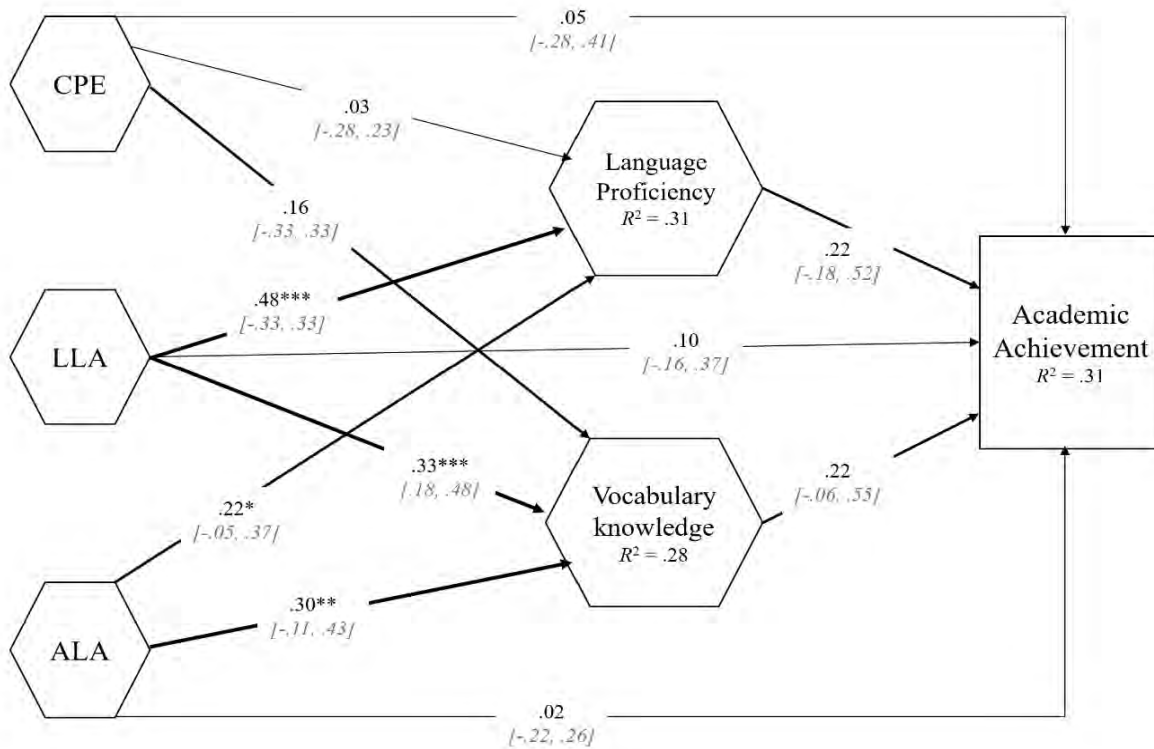 .05
[-.28, .41]
CPE
.03
[-.28, .23]
Language
Proficiency
R² = .31
.16
[-.33, .33]
.22
[-.18, .52]
.48***
[-.33, .33]
LLA
.10
[-.16, .37]
Academic
Achievement
R² = .31
.33***
[.18, .48]
.22
[-.06, .55]
Vocabulary
knowledge
R² = .28
.22*
[-.05, .37]
.30**
[-.11, .43]
ALA
.02
[-.22, .26]